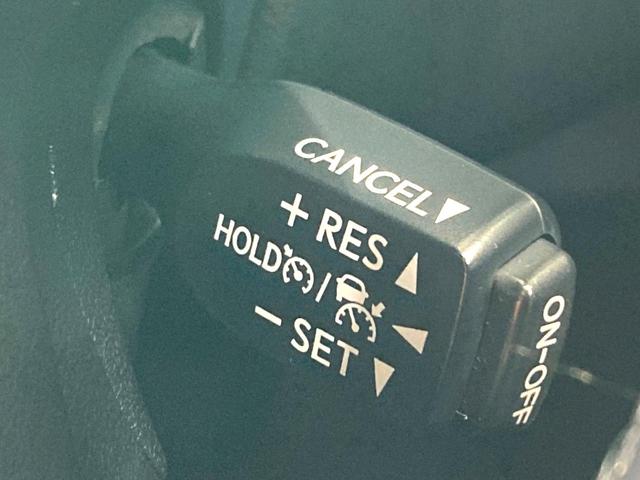 CANCEL▼
+ RES ▲
HOLD / ◀
− SET ▼
ON-OFF